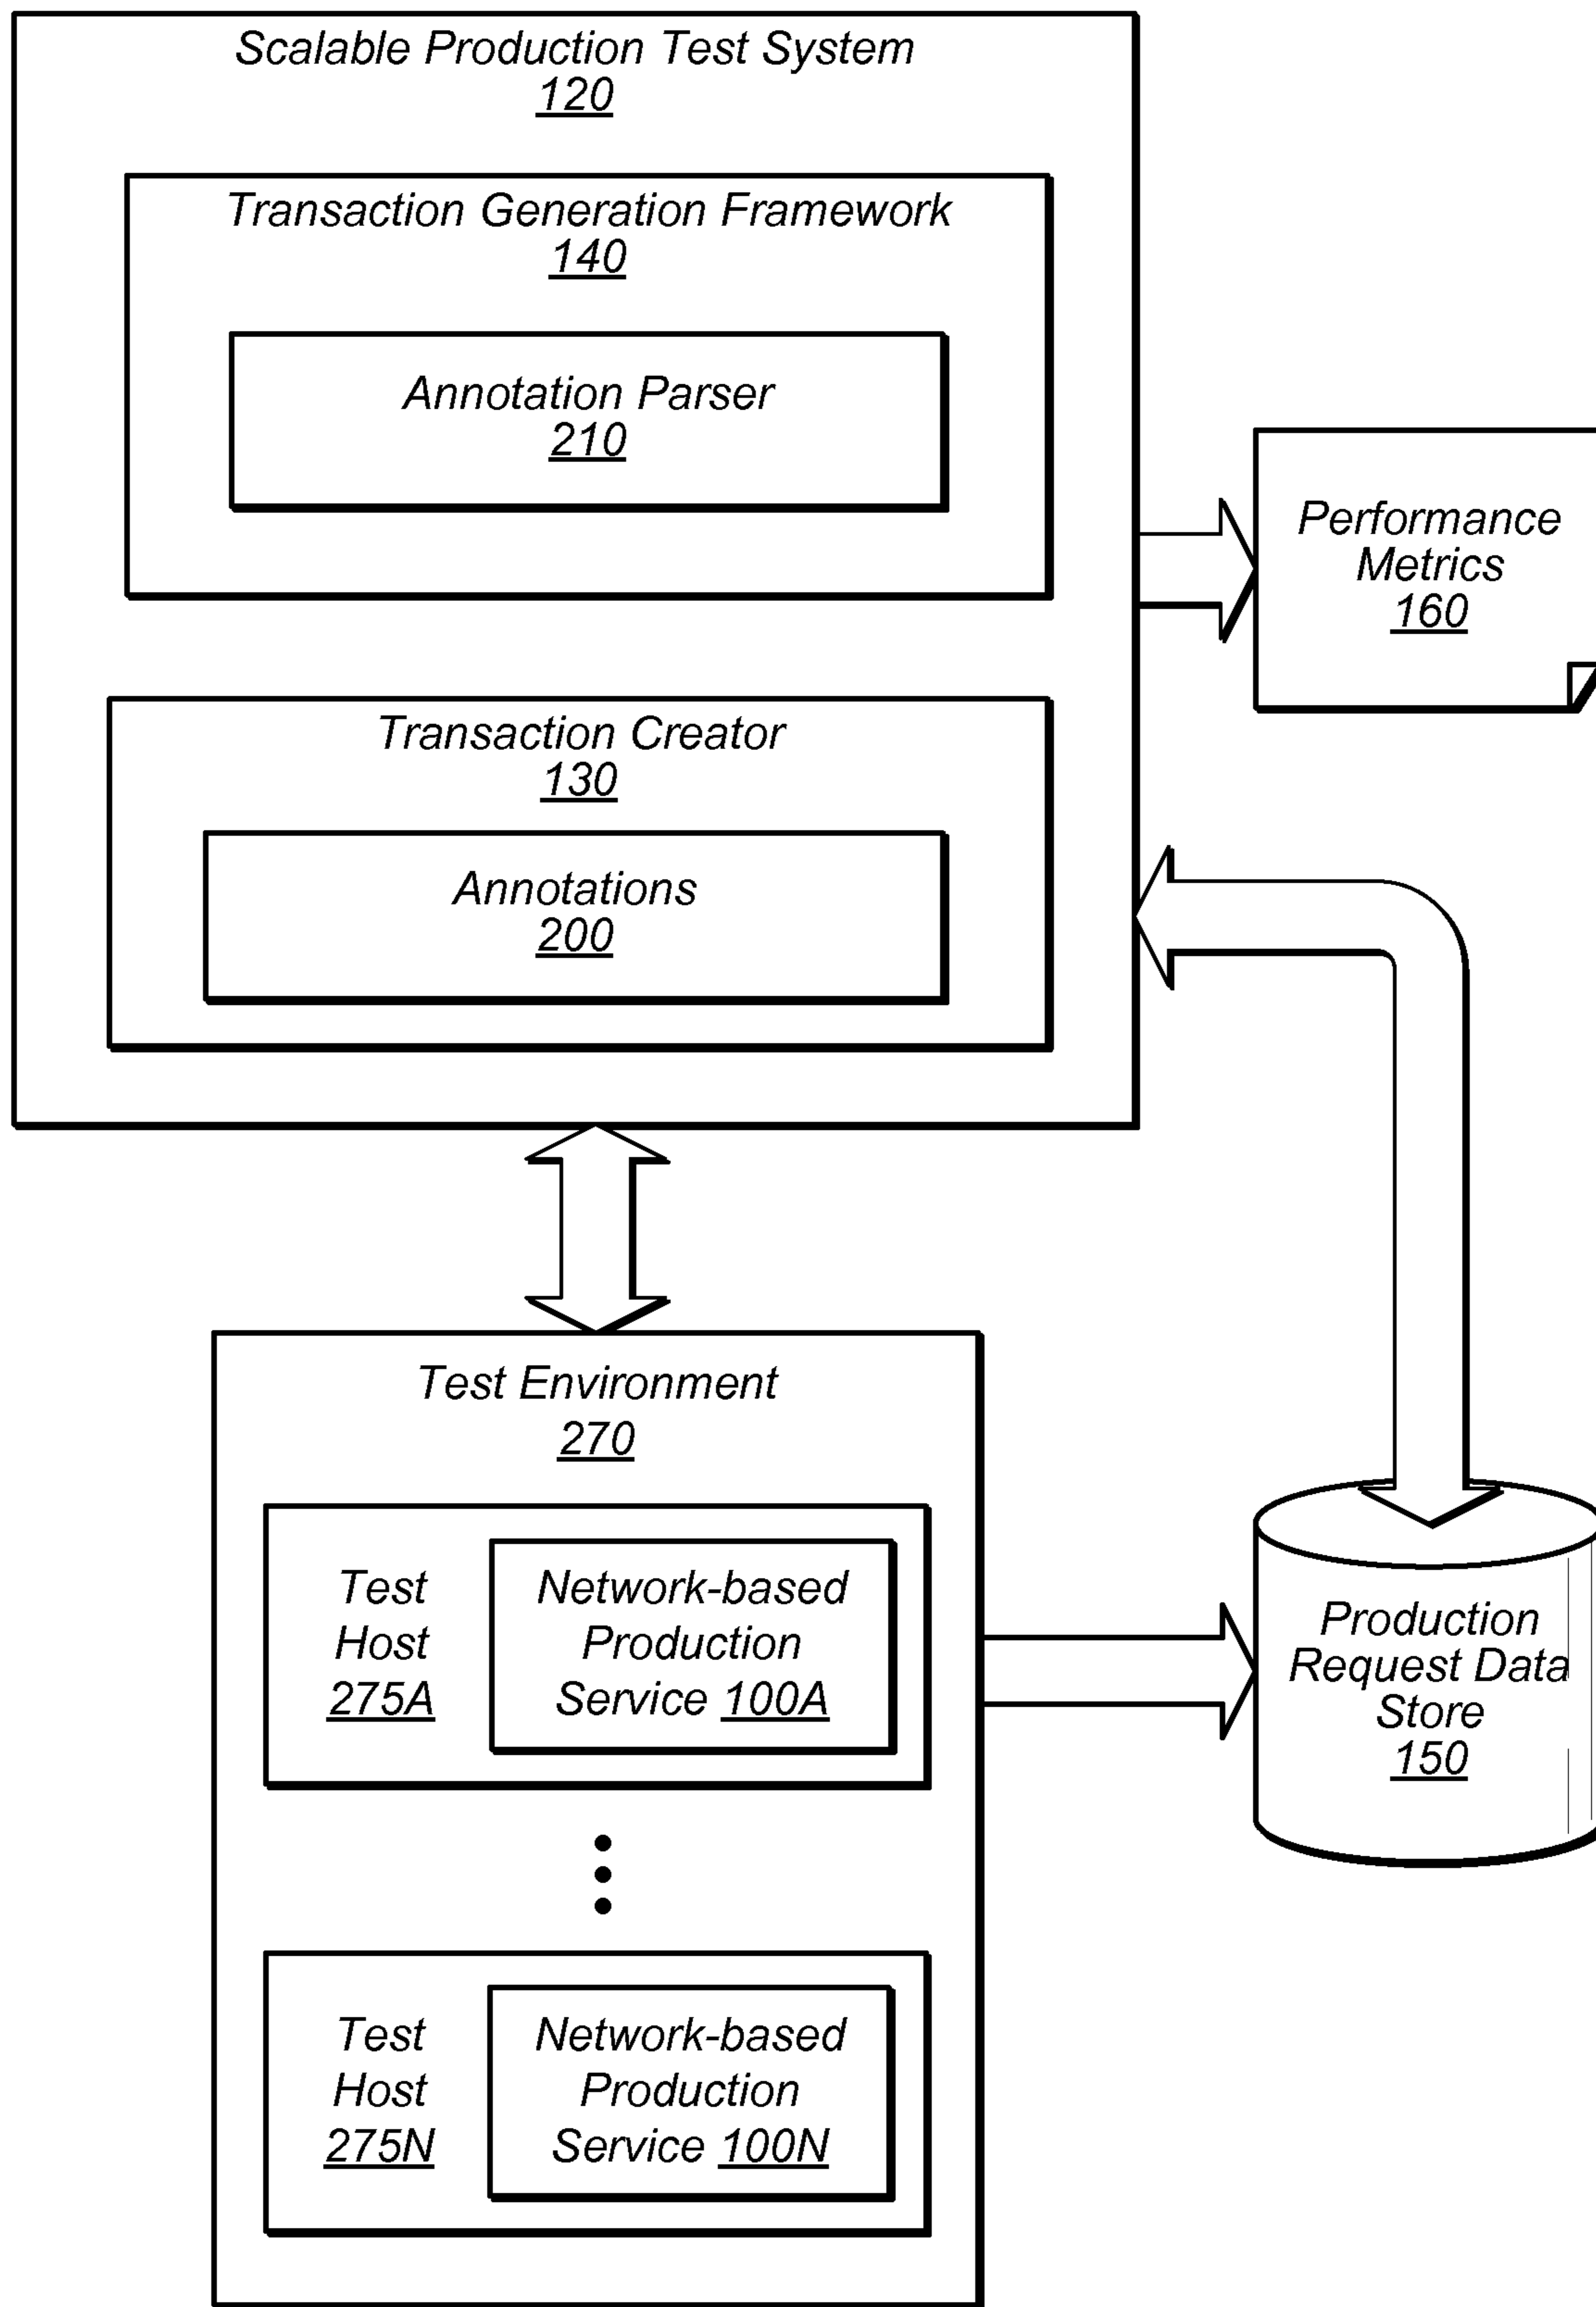 Scalable Production Test System
120
Transaction Generation Framework
140
Annotation Parser
210
Performance
Metrics
160
Transaction Creator
130
Annotations
200
Test Environment
270
Test
Host
275A
Network-based
Production
Service 100A
Production
Request Data
Store
150
Test
Host
275N
Network-based
Production
Service 100N